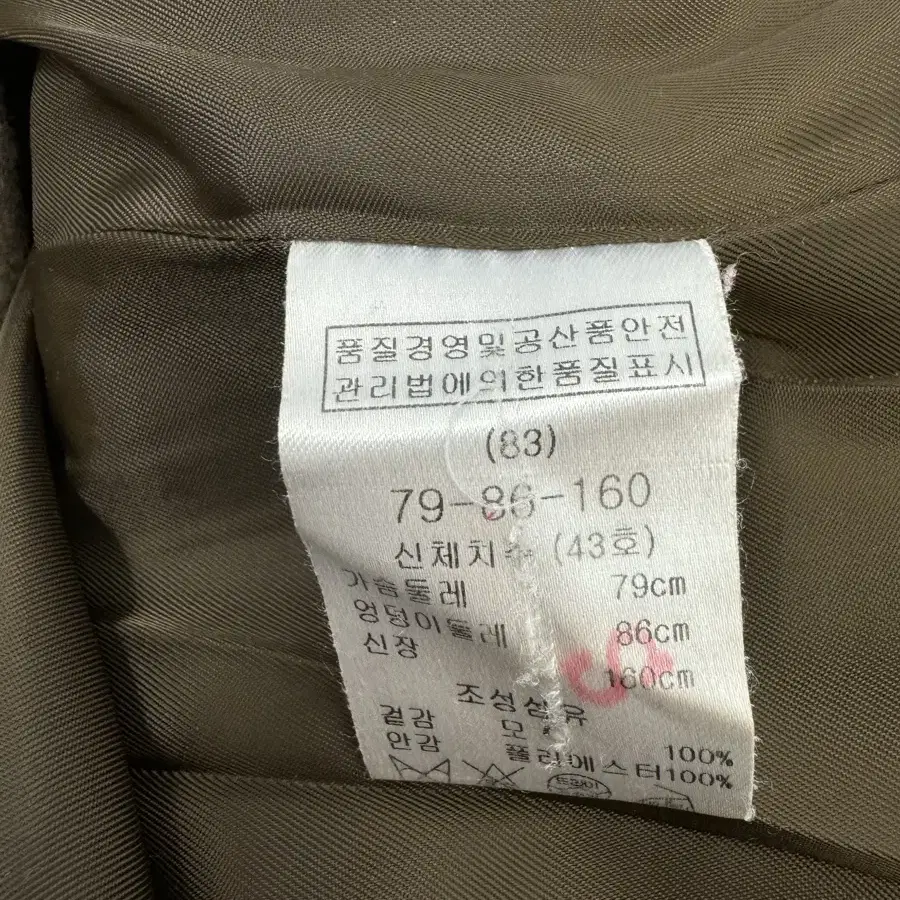 품질경영및공산품안전
관리법에의한품질표시
(83)
79-86-160
신체치수 (43호)
가슴둘레 79cm
엉덩이둘레 86cm
신장 160cm
조성섬유
겉감 모 100%
안감 폴리에스터100%
드라이